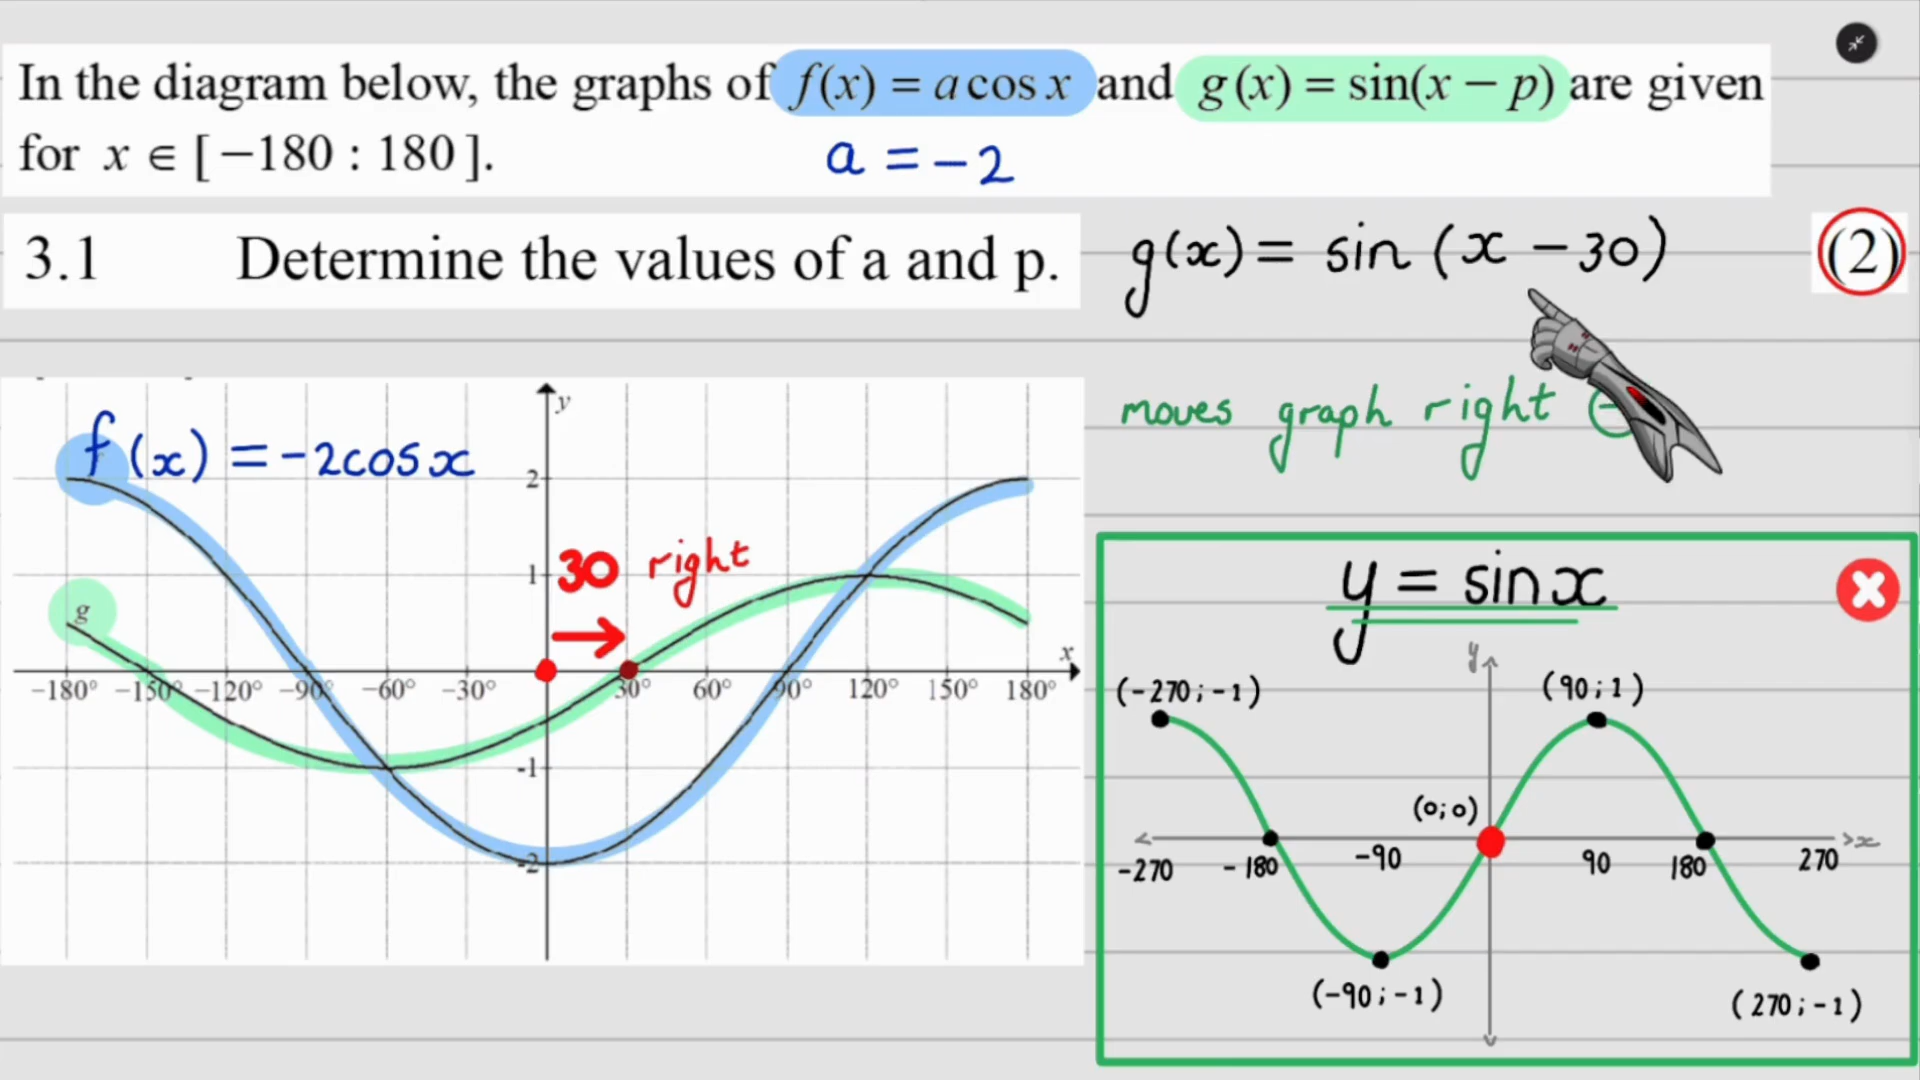 In the diagram below, the graphs of f(x) = a cos x and g(x) = sin(x − p) are given
for x ∈ [−180 : 180].
a = −2
3.1 Determine the values of a and p.
g(x) = sin (x − 30)
(2)
moves graph right
f(x) = −2cosx
y
2
1
30 right
g
x
−180° −150° −120° −90° −60° −30° 30° 60° 90° 120° 150° 180°
-1
-2
y = sinx
y
(-270;-1)
(90;1)
(0;0)
x
-270 -180 -90 90 180 270
(-90;-1)
(270;-1)